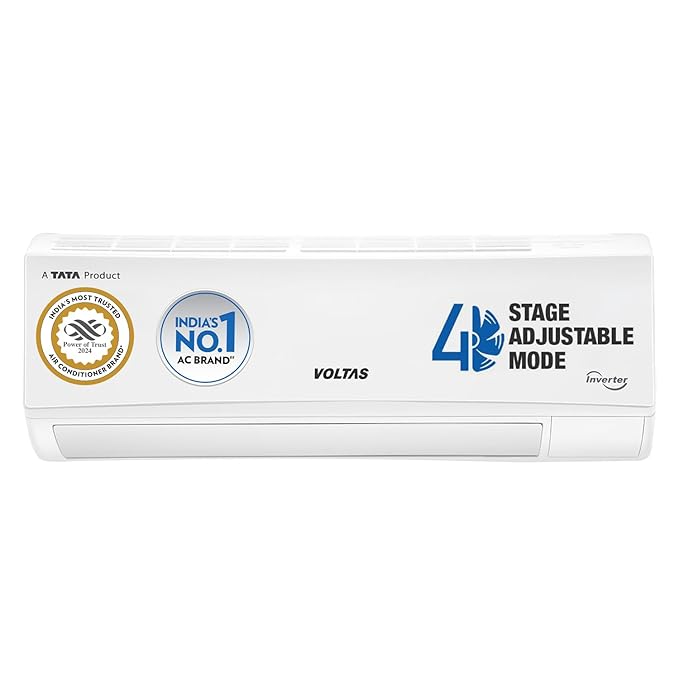 A TATA Product
INDIA'S MOST TRUSTED
Power of Trust
2024
AIR CONDITIONER BRAND*
INDIA'S
NO.1
AC BRAND**
VOLTAS
4
STAGE
ADJUSTABLE
MODE
Inverter